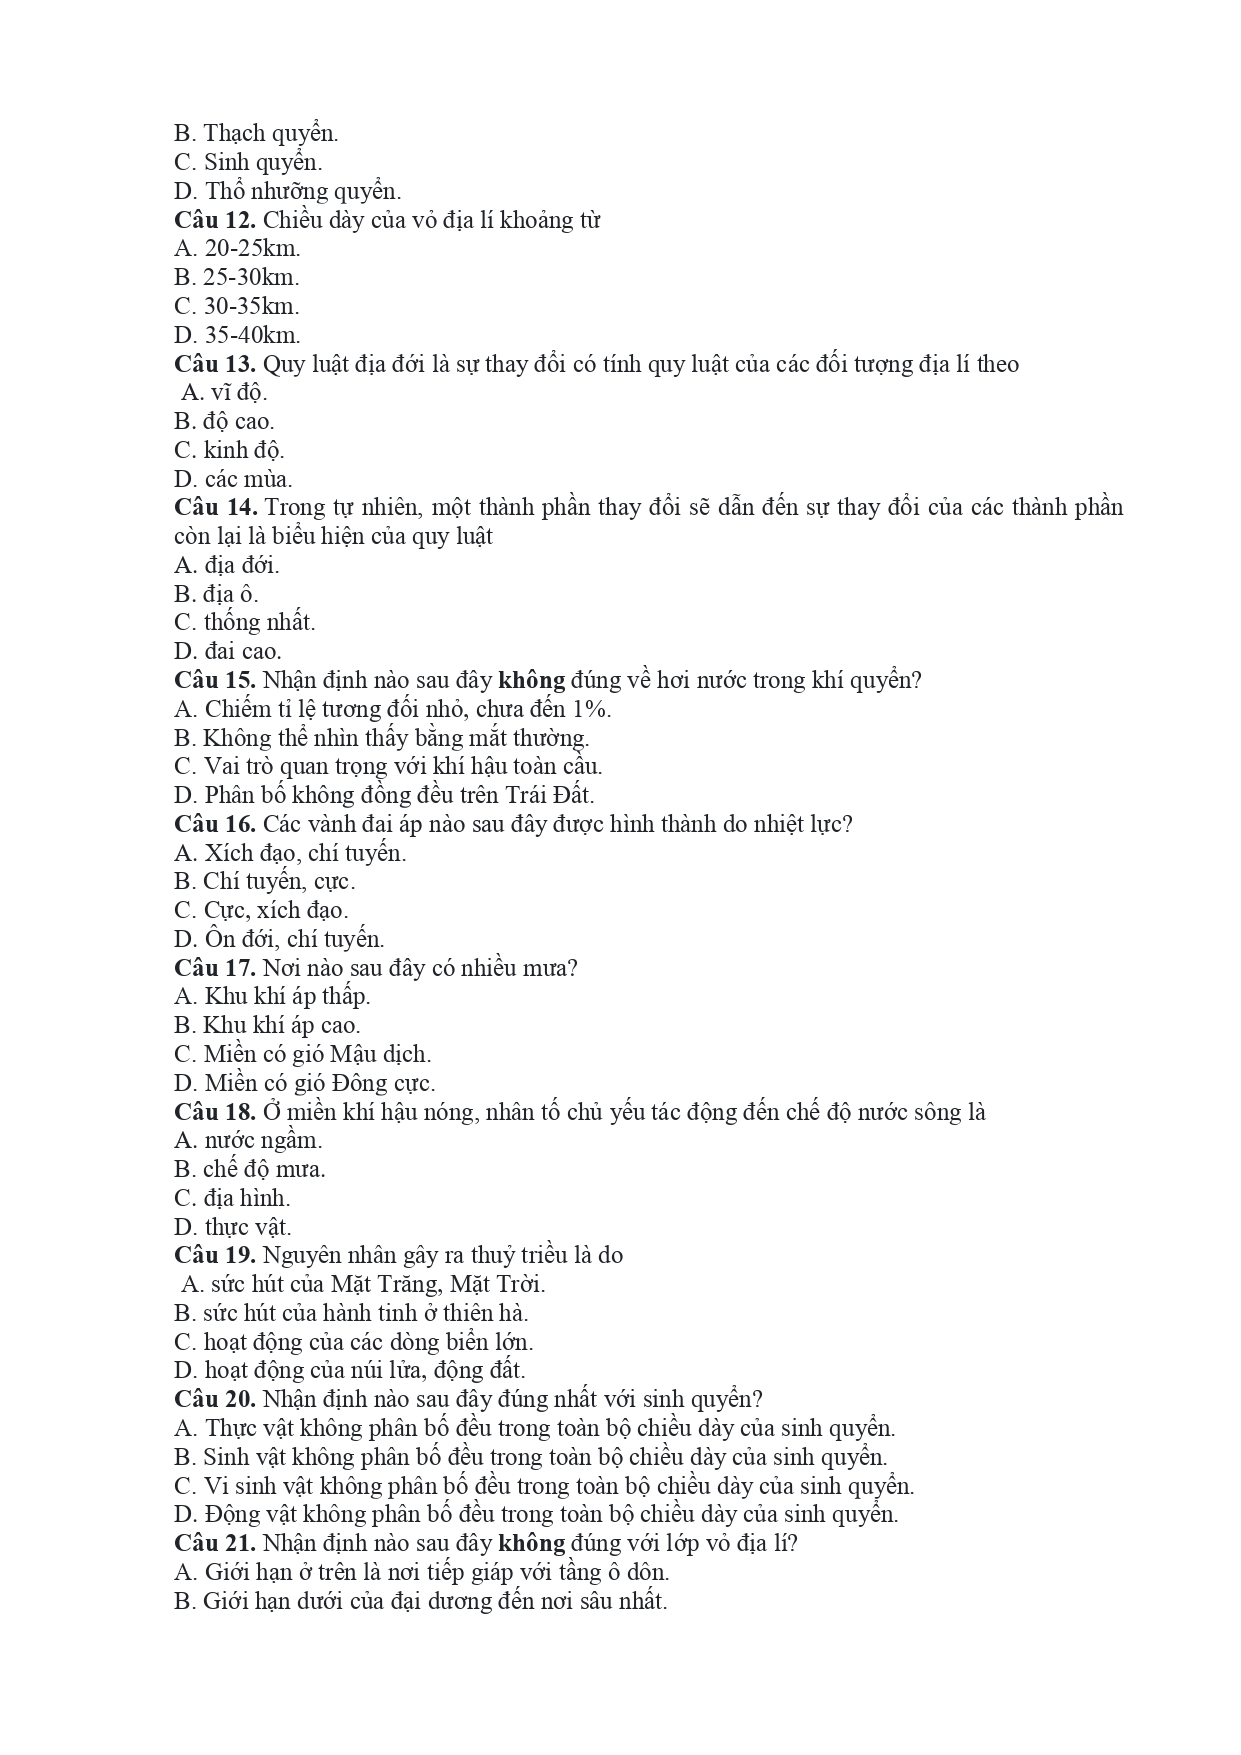 B. Thạch quyển.
C. Sinh quyển.
D. Thổ nhưỡng quyển.
Câu 12. Chiều dày của vỏ địa lí khoảng từ
A. 20-25km.
B. 25-30km.
C. 30-35km.
D. 35-40km.
Câu 13. Quy luật địa đới là sự thay đổi có tính quy luật của các đối tượng địa lí theo
A. vĩ độ.
B. độ cao.
C. kinh độ.
D. các mùa.
Câu 14. Trong tự nhiên, một thành phần thay đổi sẽ dẫn đến sự thay đổi của các thành phần
còn lại là biểu hiện của quy luật
A. địa đới.
B. địa ô.
C. thống nhất.
D. đai cao.
Câu 15. Nhận định nào sau đây không đúng về hơi nước trong khí quyển?
A. Chiếm tỉ lệ tương đối nhỏ, chưa đến 1%.
B. Không thể nhìn thấy bằng mắt thường.
C. Vai trò quan trọng với khí hậu toàn cầu.
D. Phân bố không đồng đều trên Trái Đất.
Câu 16. Các vành đai áp nào sau đây được hình thành do nhiệt lực?
A. Xích đạo, chí tuyến.
B. Chí tuyến, cực.
C. Cực, xích đạo.
D. Ôn đới, chí tuyến.
Câu 17. Nơi nào sau đây có nhiều mưa?
A. Khu khí áp thấp.
B. Khu khí áp cao.
C. Miền có gió Mậu dịch.
D. Miền có gió Đông cực.
Câu 18. Ở miền khí hậu nóng, nhân tố chủ yếu tác động đến chế độ nước sông là
A. nước ngầm.
B. chế độ mưa.
C. địa hình.
D. thực vật.
Câu 19. Nguyên nhân gây ra thuỷ triều là do
A. sức hút của Mặt Trăng, Mặt Trời.
B. sức hút của hành tinh ở thiên hà.
C. hoạt động của các dòng biển lớn.
D. hoạt động của núi lửa, động đất.
Câu 20. Nhận định nào sau đây đúng nhất với sinh quyển?
A. Thực vật không phân bố đều trong toàn bộ chiều dày của sinh quyển.
B. Sinh vật không phân bố đều trong toàn bộ chiều dày của sinh quyển.
C. Vi sinh vật không phân bố đều trong toàn bộ chiều dày của sinh quyển.
D. Động vật không phân bố đều trong toàn bộ chiều dày của sinh quyển.
Câu 21. Nhận định nào sau đây không đúng với lớp vỏ địa lí?
A. Giới hạn ở trên là nơi tiếp giáp với tầng ô dôn.
B. Giới hạn dưới của đại dương đến nơi sâu nhất.